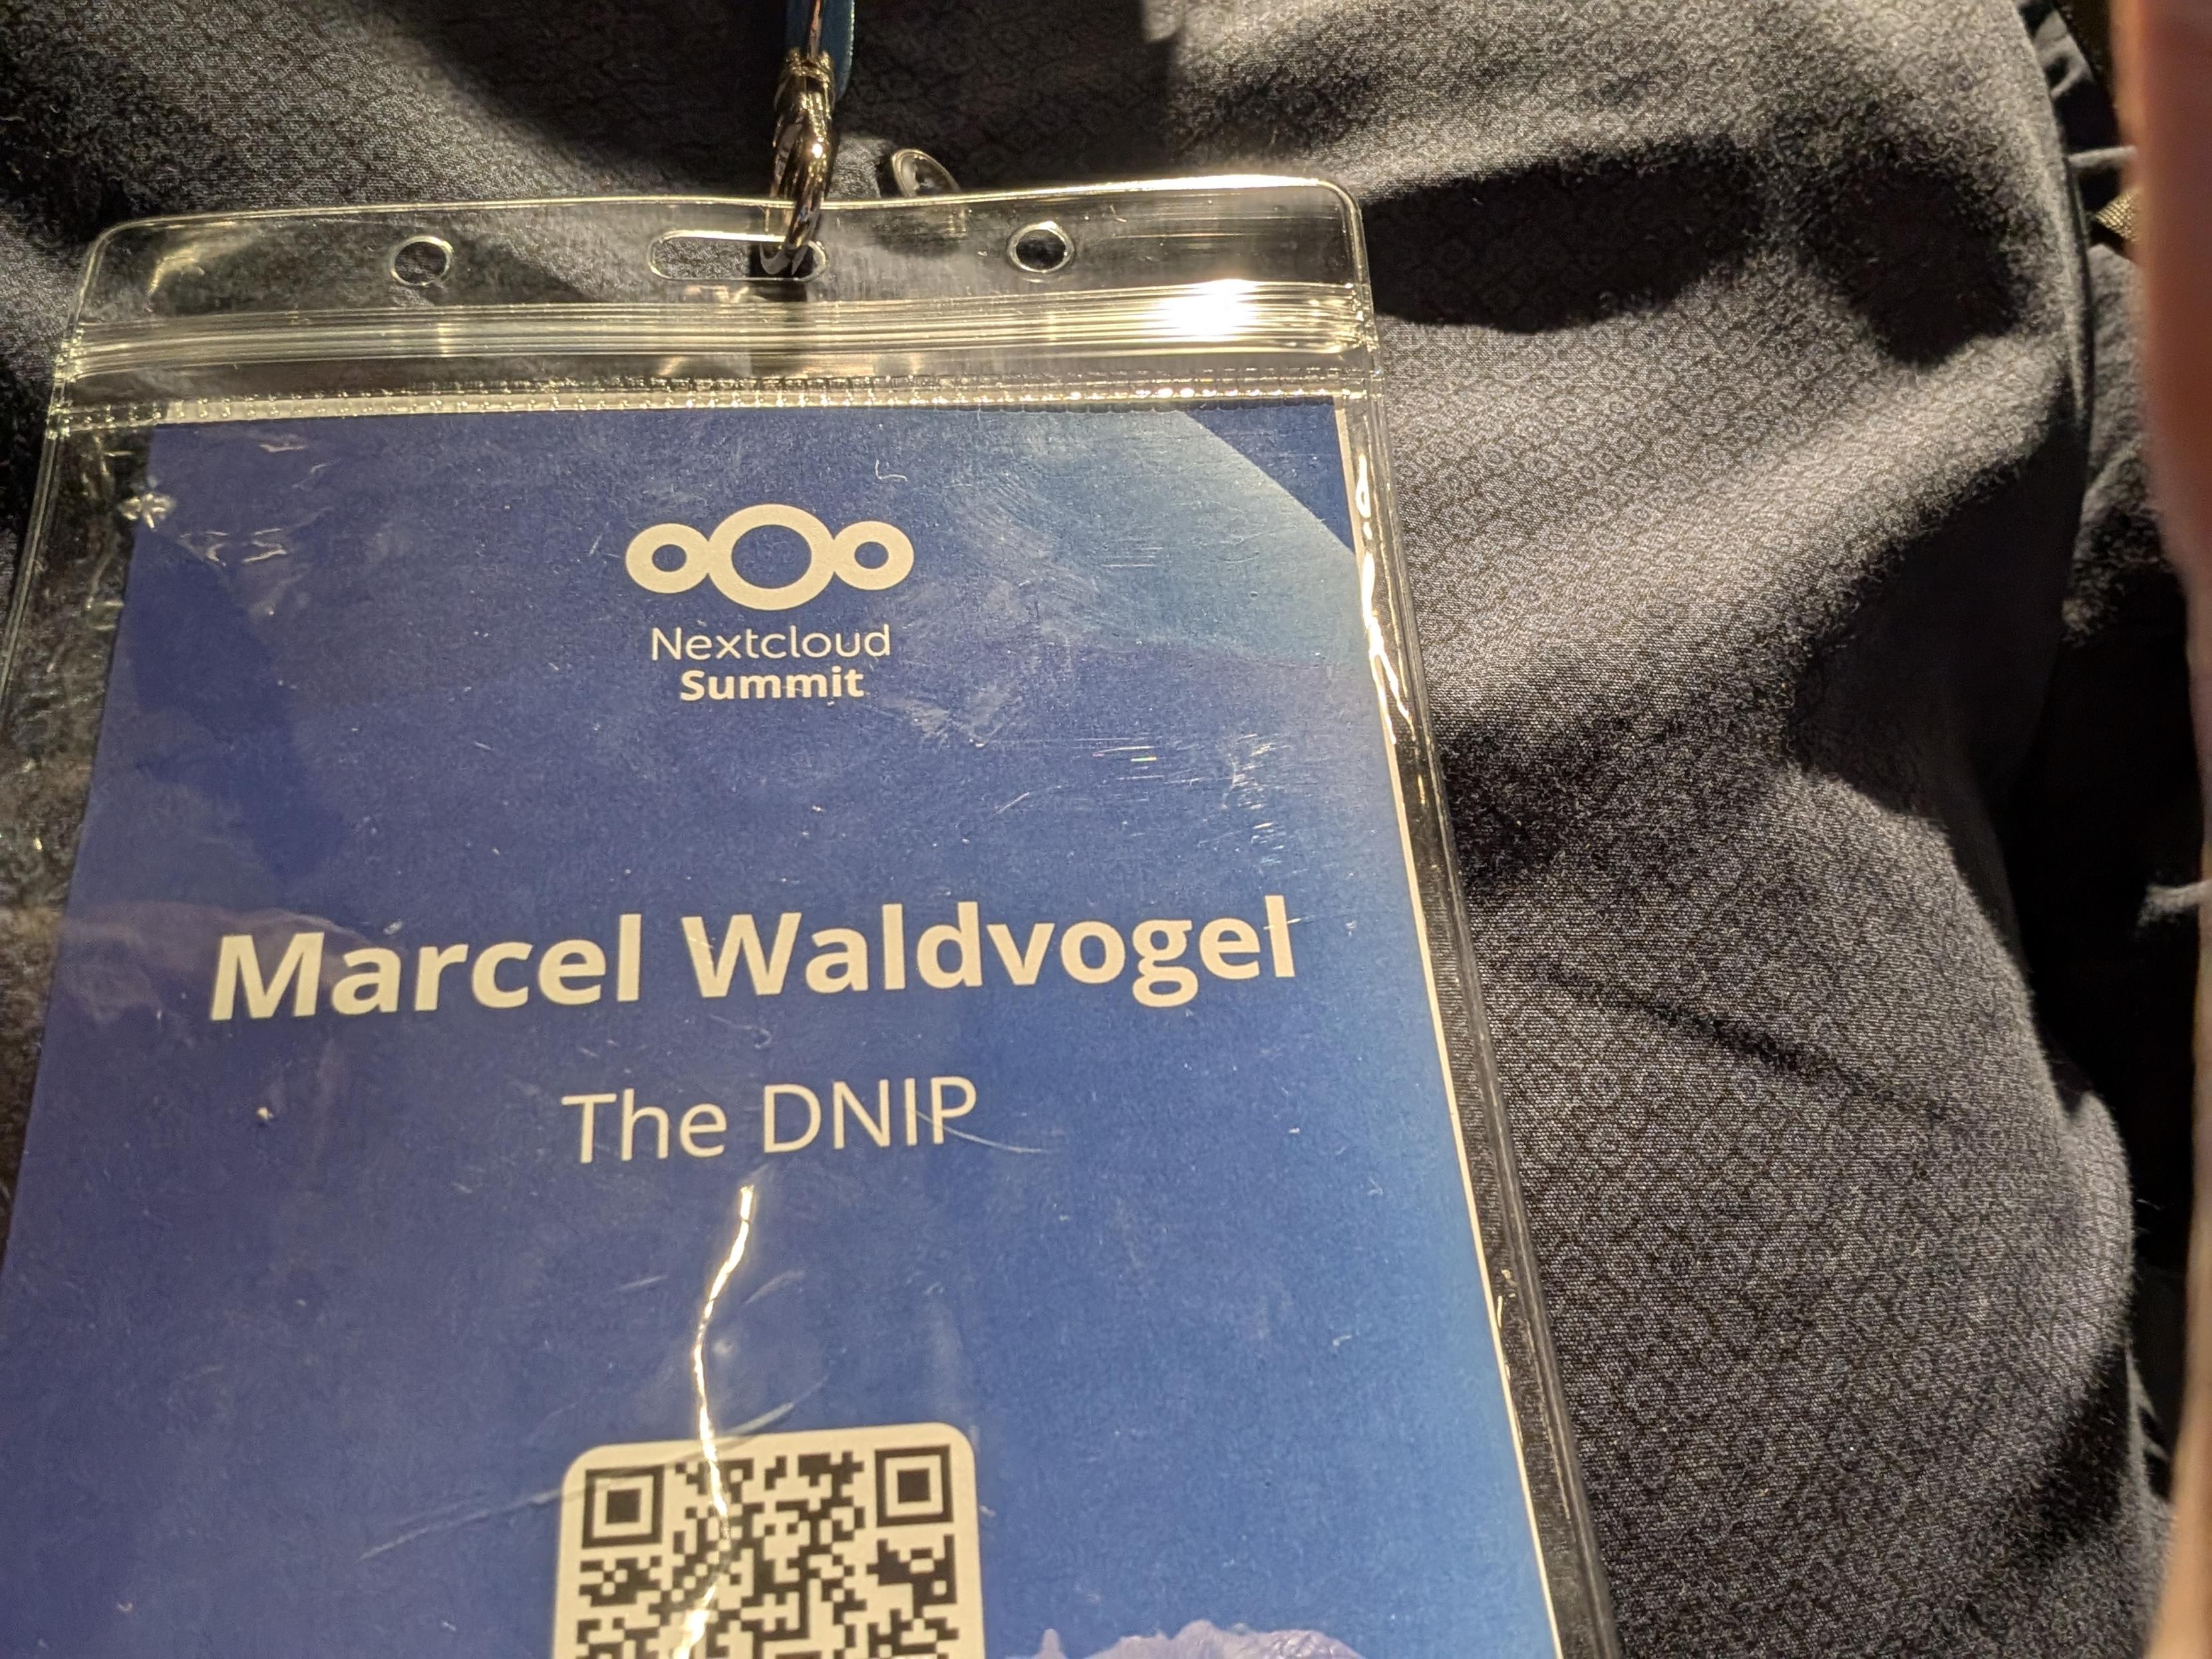 Nextcloud
Summit
Marcel Waldvogel
The DNIP